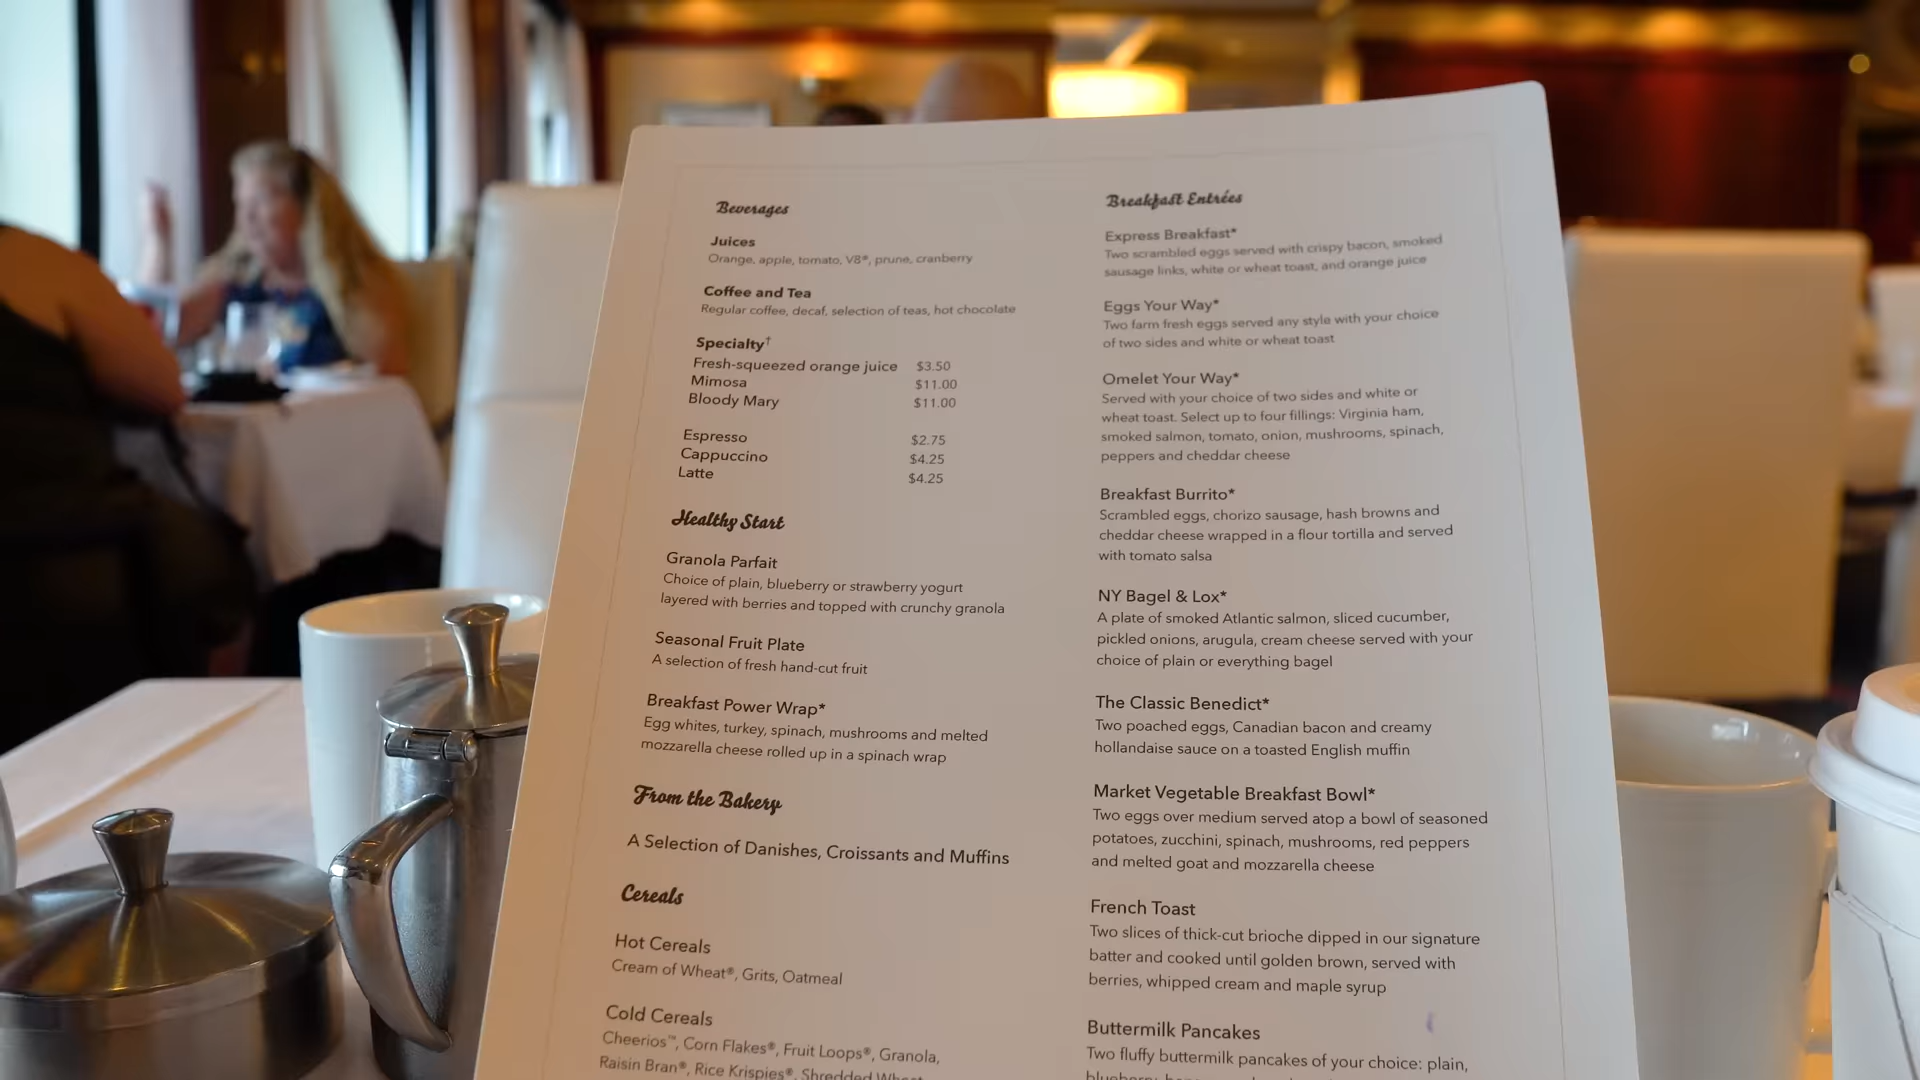 Beverages
Juices
Orange, apple, tomato, V8®, prune, cranberry
Coffee and Tea
Regular coffee, decaf, selection of teas, hot chocolate
Specialty†
Fresh-squeezed orange juice $3.50
Mimosa $11.00
Bloody Mary $11.00
Espresso $2.75
Cappuccino $4.25
Latte $4.25
Healthy Start
Granola Parfait
Choice of plain, blueberry or strawberry yogurt
layered with berries and topped with crunchy granola
Seasonal Fruit Plate
A selection of fresh hand-cut fruit
Breakfast Power Wrap*
Egg whites, turkey, spinach, mushrooms and melted
mozzarella cheese rolled up in a spinach wrap
From the Bakery
A Selection of Danishes, Croissants and Muffins
Cereals
Hot Cereals
Cream of Wheat®, Grits, Oatmeal
Cold Cereals
Cheerios™, Corn Flakes®, Fruit Loops®, Granola,
Raisin Bran®, Rice Krispies®, Shredded Wheat
Breakfast Entrées
Express Breakfast*
Two scrambled eggs served with crispy bacon, smoked
sausage links, white or wheat toast, and orange juice
Eggs Your Way*
Two farm fresh eggs served any style with your choice
of two sides and white or wheat toast
Omelet Your Way*
Served with your choice of two sides and white or
wheat toast. Select up to four fillings: Virginia ham,
smoked salmon, tomato, onion, mushrooms, spinach,
peppers and cheddar cheese
Breakfast Burrito*
Scrambled eggs, chorizo sausage, hash browns and
cheddar cheese wrapped in a flour tortilla and served
with tomato salsa
NY Bagel & Lox*
A plate of smoked Atlantic salmon, sliced cucumber,
pickled onions, arugula, cream cheese served with your
choice of plain or everything bagel
The Classic Benedict*
Two poached eggs, Canadian bacon and creamy
hollandaise sauce on a toasted English muffin
Market Vegetable Breakfast Bowl*
Two eggs over medium served atop a bowl of seasoned
potatoes, zucchini, spinach, mushrooms, red peppers
and melted goat and mozzarella cheese
French Toast
Two slices of thick-cut brioche dipped in our signature
batter and cooked until golden brown, served with
berries, whipped cream and maple syrup
Buttermilk Pancakes
Two fluffy buttermilk pancakes of your choice: plain,